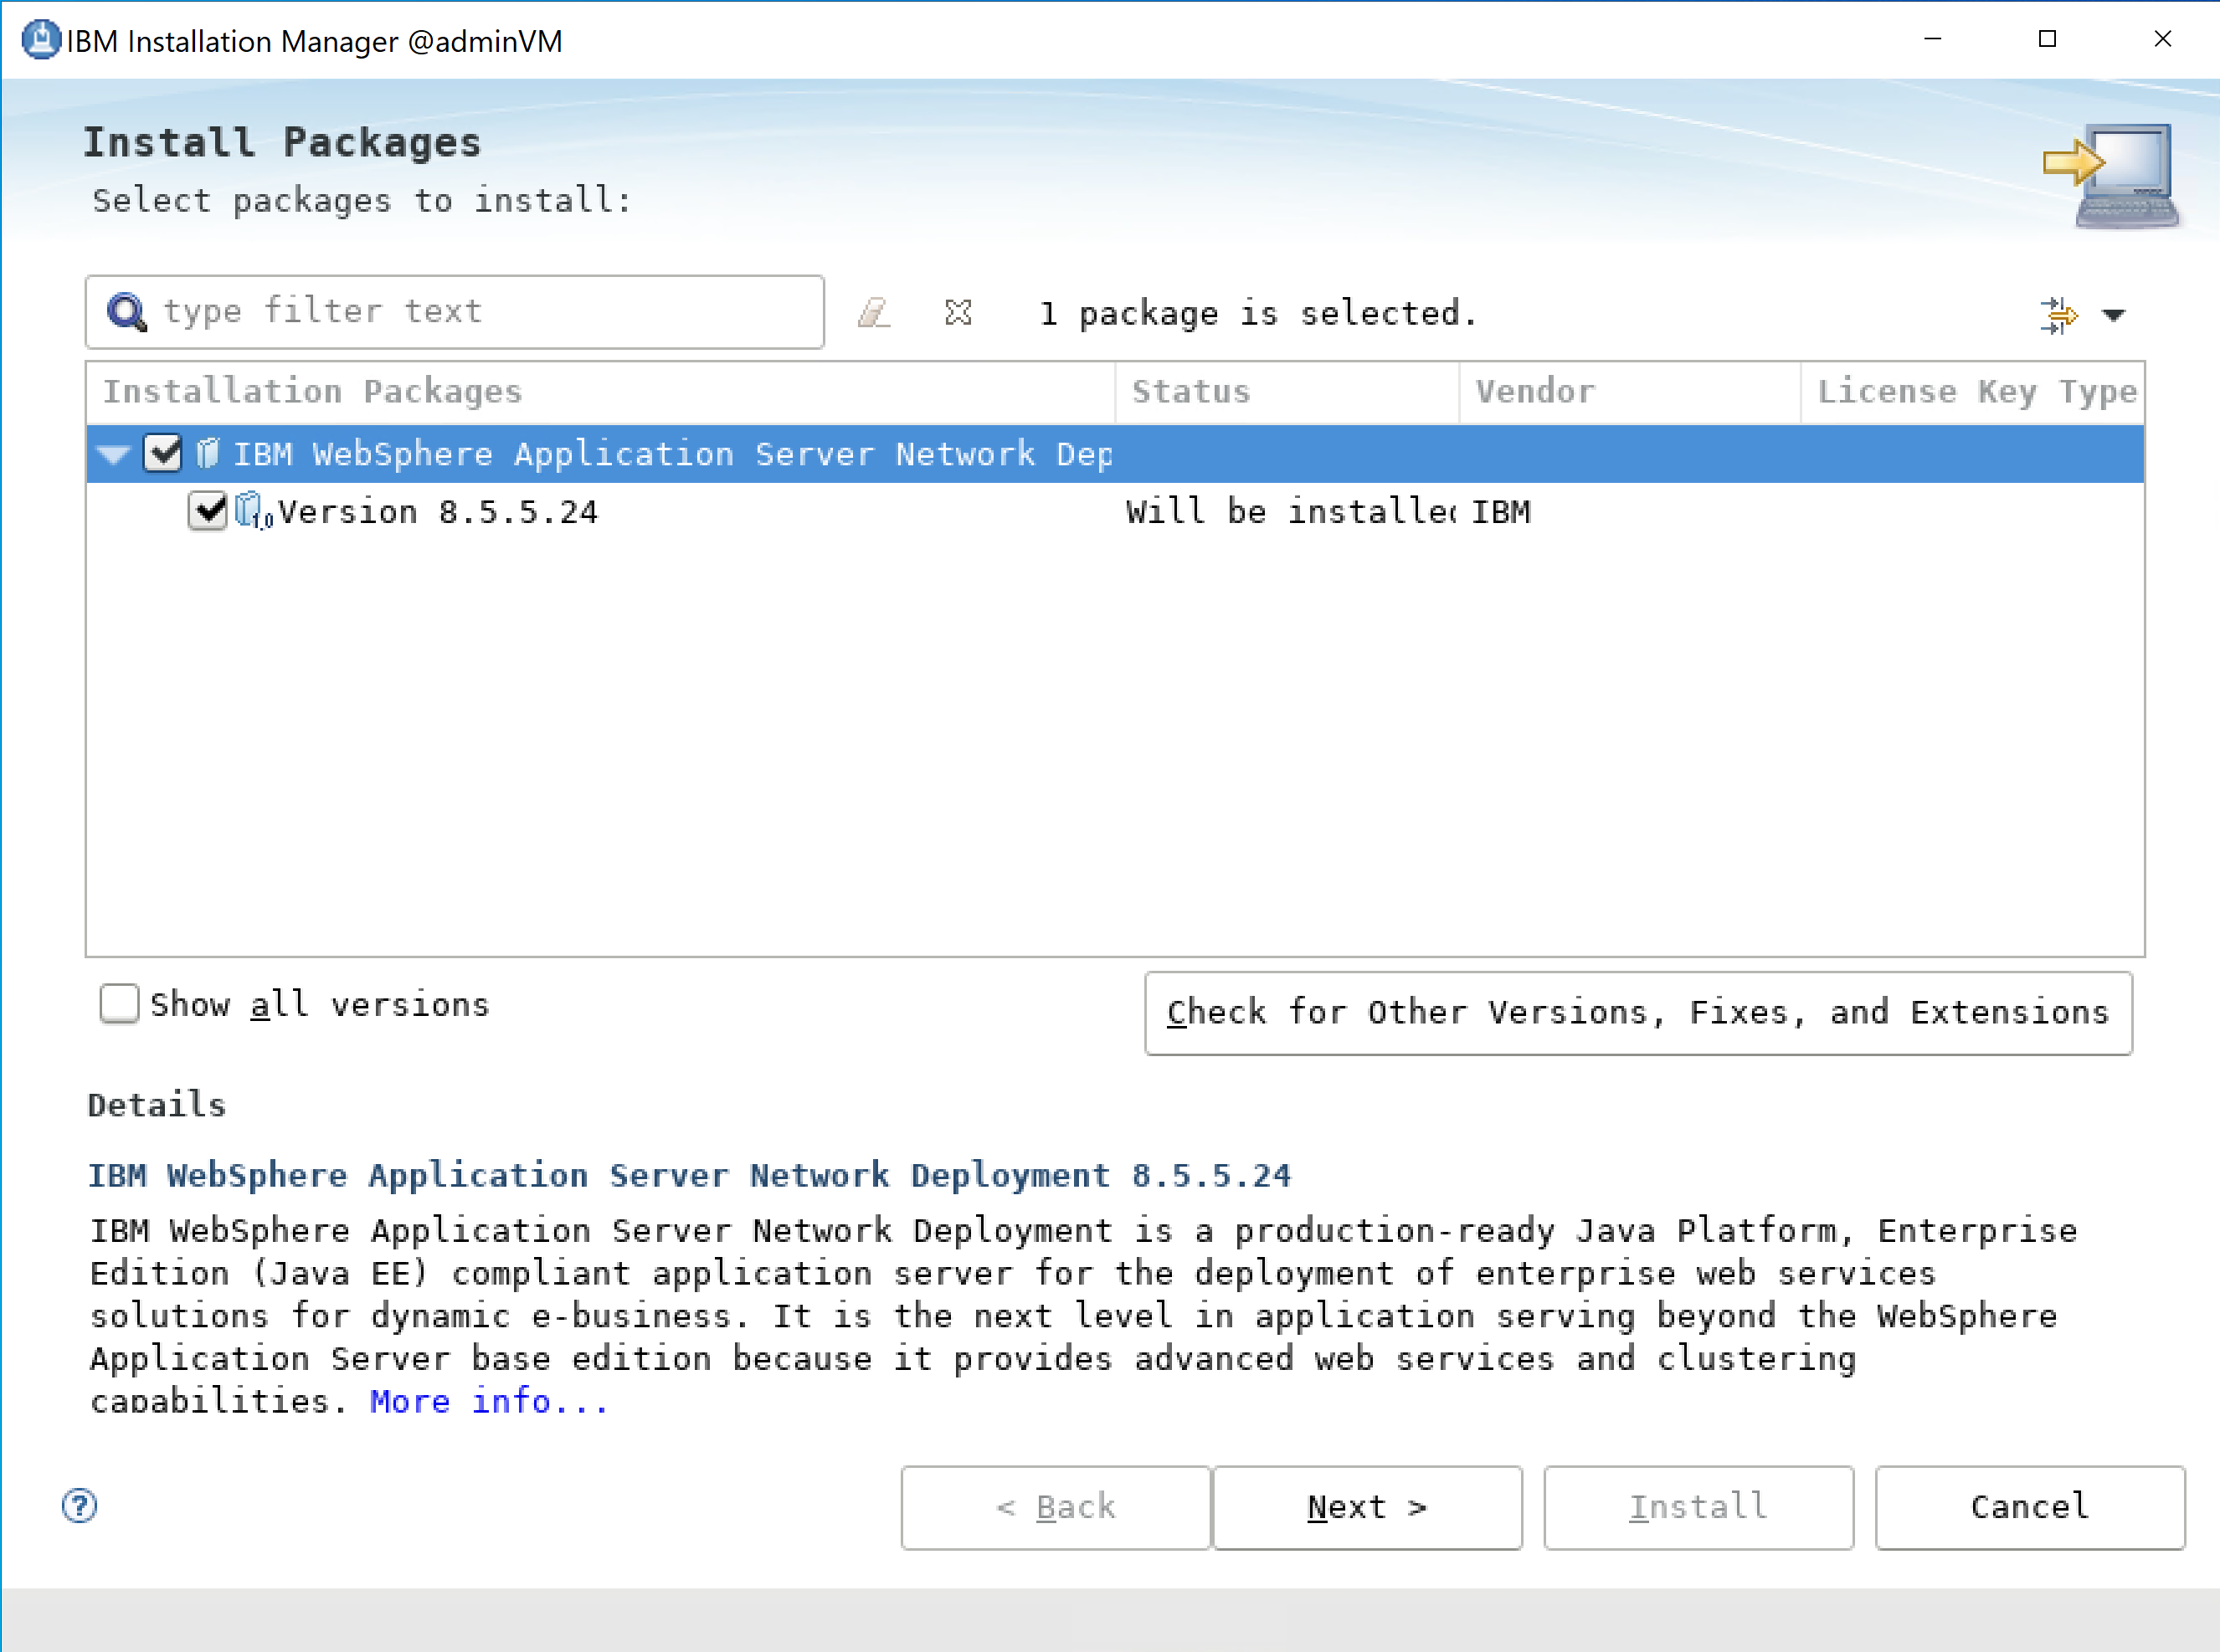 IBM Installation Manager @adminVM
Install Packages
Select packages to install:
type filter text
1 package is selected.
Installation Packages Status Vendor License Key Type
IBM WebSphere Application Server Network Dep
1.0 Version 8.5.5.24 Will be installed IBM
Show all versions
Check for Other Versions, Fixes, and Extensions
Details
IBM WebSphere Application Server Network Deployment 8.5.5.24
IBM WebSphere Application Server Network Deployment is a production-ready Java Platform, Enterprise
Edition (Java EE) compliant application server for the deployment of enterprise web services
solutions for dynamic e-business. It is the next level in application serving beyond the WebSphere
Application Server base edition because it provides advanced web services and clustering
capabilities. More info...
?
< Back
Next >
Install
Cancel